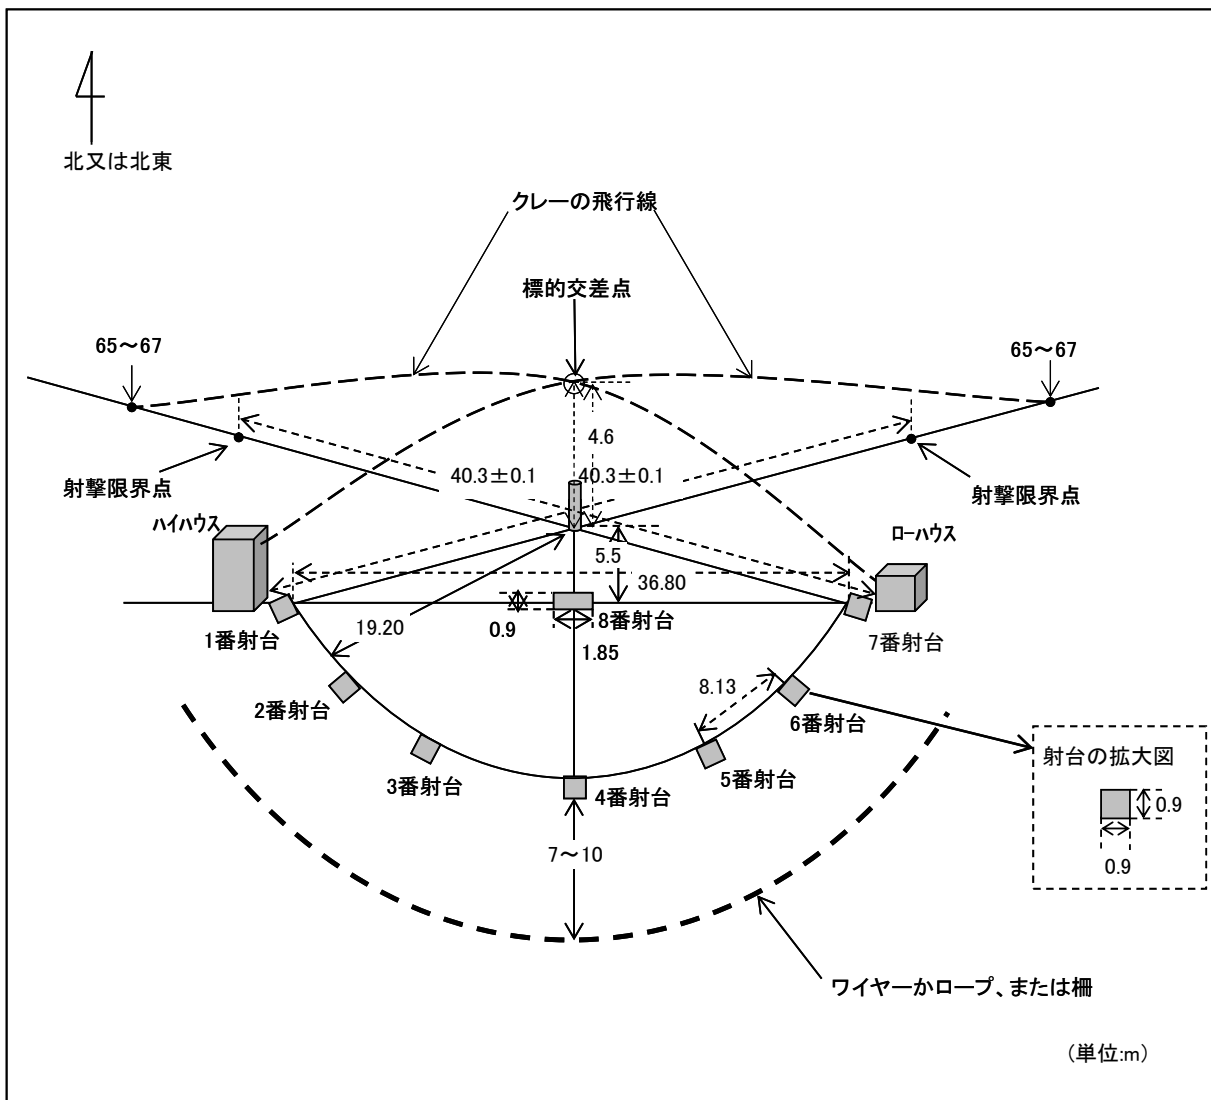 北又は北東
クレーの飛行線
標的交差点
65～67
65～67
4.6
40.3±0.1
40.3±0.1
射撃限界点
射撃限界点
ハイハウス
ローハウス
5.5
36.80
19.20
0.9
8番射台
1.85
1番射台
7番射台
8.13
2番射台
6番射台
3番射台
5番射台
4番射台
射台の拡大図
0.9
0.9
7～10
ワイヤーかロープ、または柵
（単位:m）